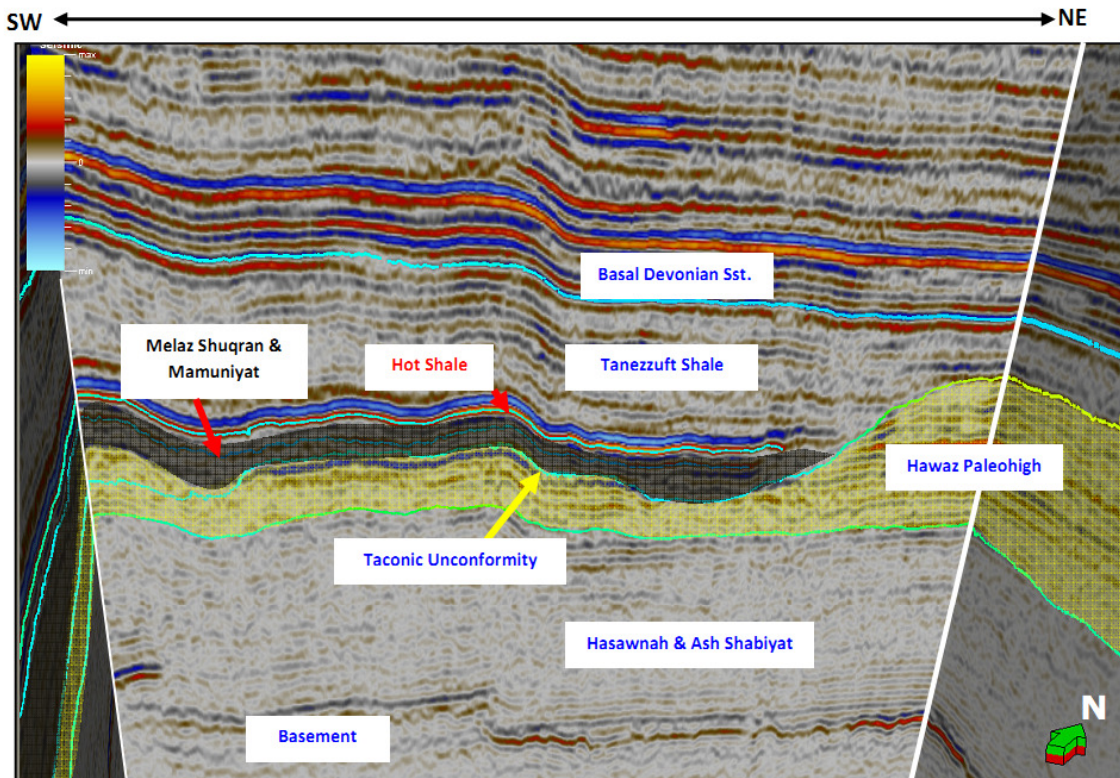 SW
NE
Seismic
max
0
min
Basal Devonian Sst.
Melaz Shuqran &
Mamuniyat
Hot Shale
Tanezzuft Shale
Hawaz Paleohigh
Taconic Unconformity
Hasawnah & Ash Shabiyat
Basement
N